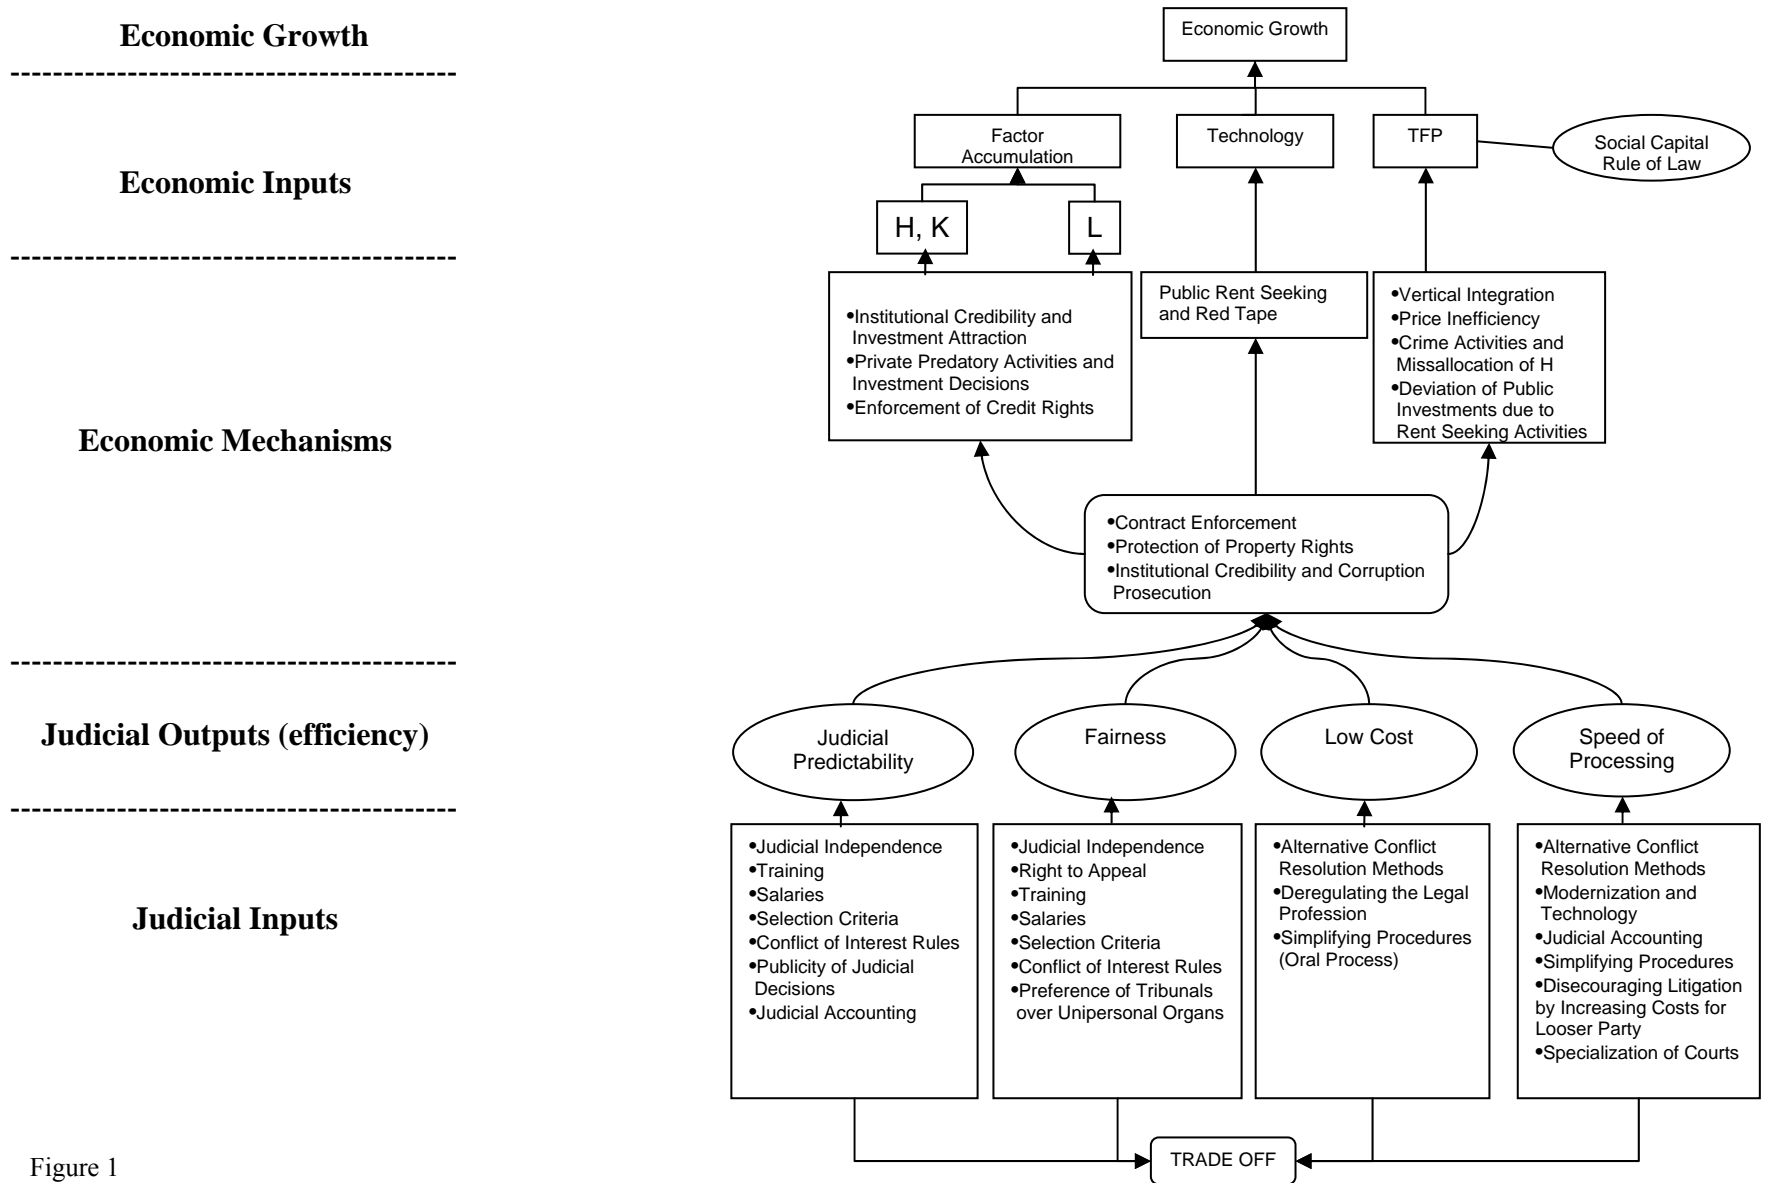 Economic Growth
Economic Growth
Economic Inputs
Factor
Accumulation
Technology
TFP
Social Capital
Rule of Law
H, K
L
Economic Mechanisms
•Institutional Credibility and
Investment Attraction
•Private Predatory Activities and
Investment Decisions
•Enforcement of Credit Rights
Public Rent Seeking
and Red Tape
•Vertical Integration
•Price Inefficiency
•Crime Activities and
Missallocation of H
•Deviation of Public
Investments due to
Rent Seeking Activities
•Contract Enforcement
•Protection of Property Rights
•Institutional Credibility and Corruption
Prosecution
Judicial Outputs (efficiency)
Judicial
Predictability
Fairness
Low Cost
Speed of
Processing
Judicial Inputs
•Judicial Independence
•Training
•Salaries
•Selection Criteria
•Conflict of Interest Rules
•Publicity of Judicial
Decisions
•Judicial Accounting
•Judicial Independence
•Right to Appeal
•Training
•Salaries
•Selection Criteria
•Conflict of Interest Rules
•Preference of Tribunals
over Unipersonal Organs
•Alternative Conflict
Resolution Methods
•Deregulating the Legal
Profession
•Simplifying Procedures
(Oral Process)
•Alternative Conflict
Resolution Methods
•Modernization and
Technology
•Judicial Accounting
•Simplifying Procedures
•Disecouraging Litigation
by Increasing Costs for
Looser Party
•Specialization of Courts
TRADE OFF
Figure 1